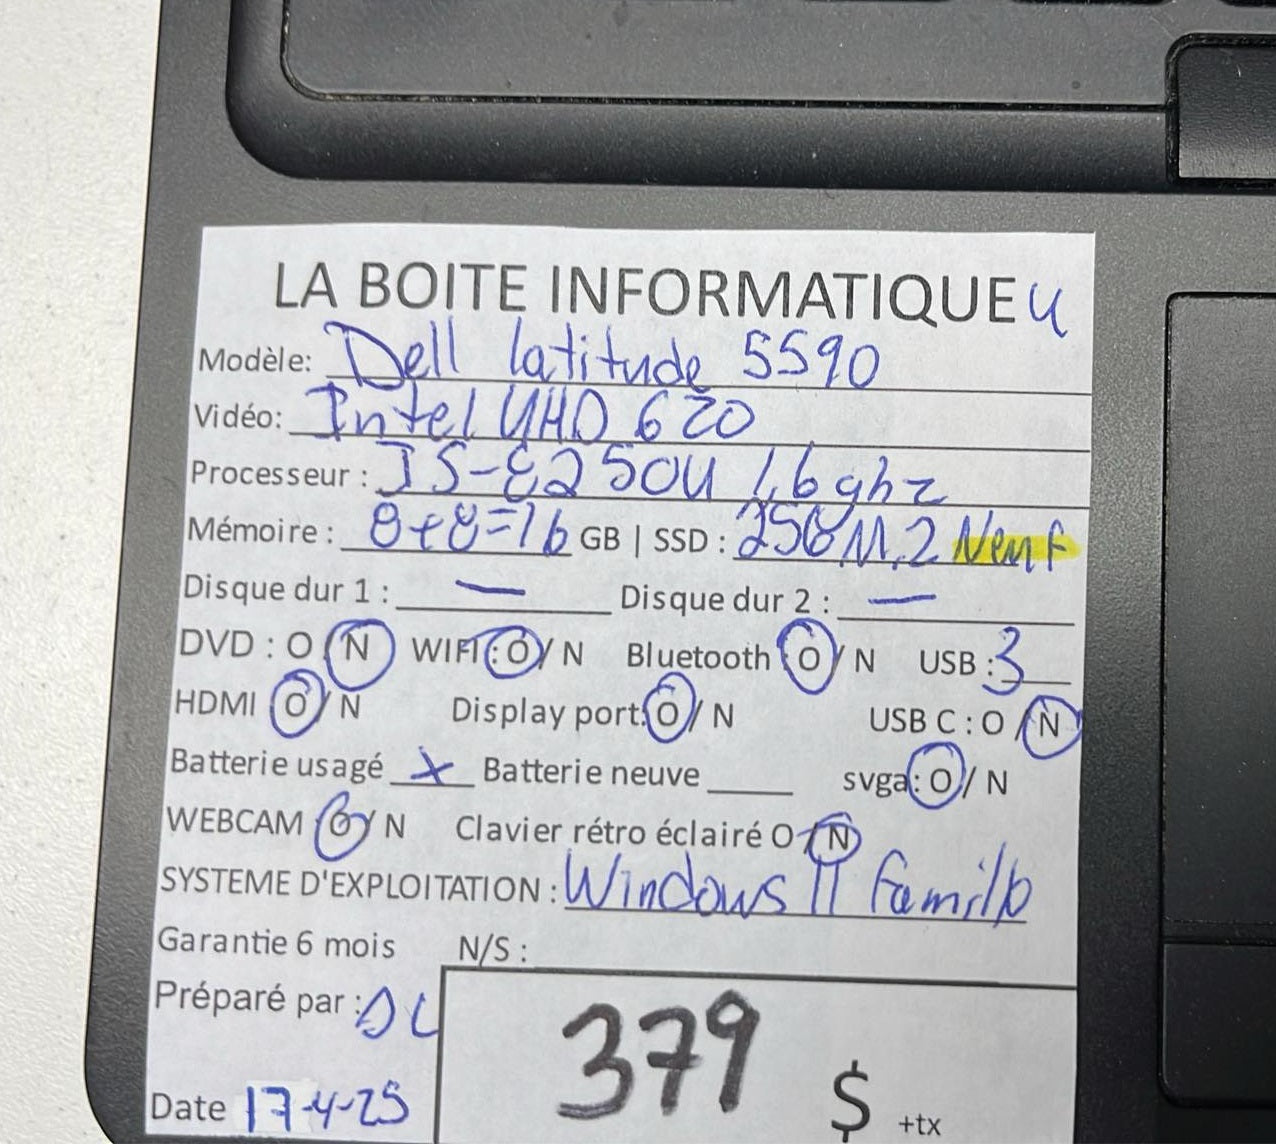 LA BOITE INFORMATIQUE U
Modèle: Dell latitude 5590
Vidéo: Intel UHD 620
Processeur : I5-8250U 1,6ghz
Mémoire : 8+8=16 GB | SSD : 256 M.2 Neuf
Disque dur 1 : — Disque dur 2 : —
DVD : O / N WIFI : O / N Bluetooth O / N USB : 3
HDMI O / N Display port: O / N USB C : O / N
Batterie usagé X Batterie neuve ____ svga: O / N
WEBCAM O / N Clavier rétro éclairé O / N
SYSTEME D'EXPLOITATION : Windows 11 famille
Garantie 6 mois N/S :
Préparé par : DL
379 $ +tx
Date 17-4-25